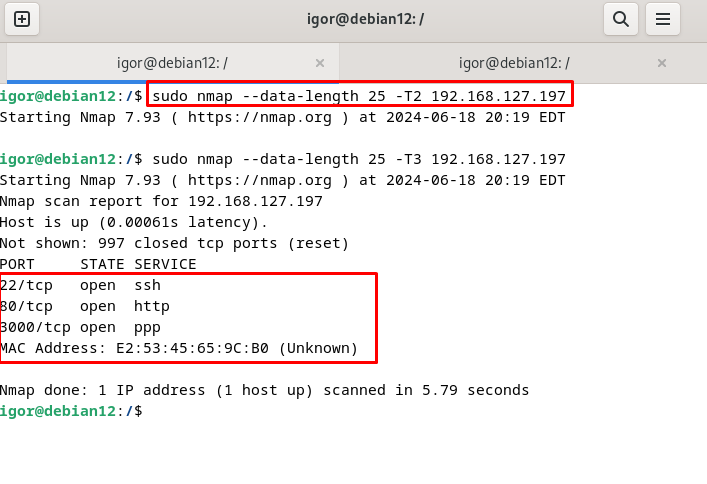 igor@debian12: /
igor@debian12: / × igor@debian12: / ×
igor@debian12:/$ sudo nmap --data-length 25 -T2 192.168.127.197
Starting Nmap 7.93 ( https://nmap.org ) at 2024-06-18 20:19 EDT
igor@debian12:/$ sudo nmap --data-length 25 -T3 192.168.127.197
Starting Nmap 7.93 ( https://nmap.org ) at 2024-06-18 20:19 EDT
Nmap scan report for 192.168.127.197
Host is up (0.00061s latency).
Not shown: 997 closed tcp ports (reset)
PORT     STATE SERVICE
22/tcp   open  ssh
80/tcp   open  http
3000/tcp open  ppp
MAC Address: E2:53:45:65:9C:B0 (Unknown)
Nmap done: 1 IP address (1 host up) scanned in 5.79 seconds
igor@debian12:/$